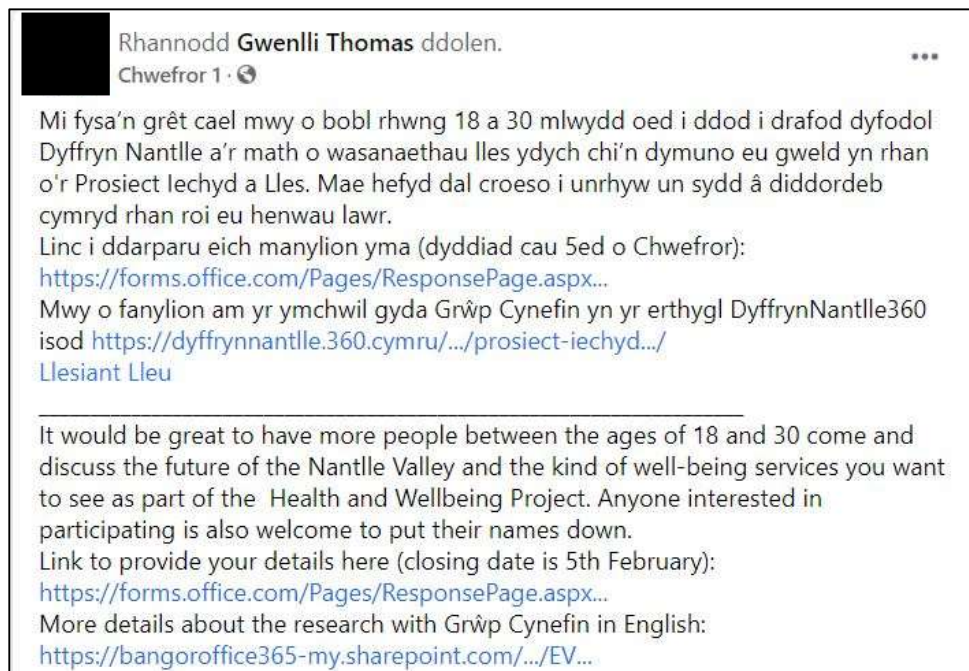 Rhannodd Gwenlli Thomas ddolen.
Chwefror 1 ·
Mi fysa'n grêt cael mwy o bobl rhwng 18 a 30 mlwydd oed i ddod i drafod dyfodol
Dyffryn Nantlle a'r math o wasanaethau lles ydych chi'n dymuno eu gweld yn rhan
o'r Prosiect Iechyd a Lles. Mae hefyd dal croeso i unrhyw un sydd â diddordeb
cymryd rhan roi eu henwau lawr.
Linc i ddarparu eich manylion yma (dyddiad cau 5ed o Chwefror):
https://forms.office.com/Pages/ResponsePage.aspx...
Mwy o fanylion am yr ymchwil gyda Grŵp Cynefin yn yr erthygl DyffrynNantlle360
isod https://dyffrynnantlle.360.cymru/.../prosiect-iechyd.../
Llesiant Lleu
It would be great to have more people between the ages of 18 and 30 come and
discuss the future of the Nantlle Valley and the kind of well-being services you want
to see as part of the Health and Wellbeing Project. Anyone interested in
participating is also welcome to put their names down.
Link to provide your details here (closing date is 5th February):
https://forms.office.com/Pages/ResponsePage.aspx...
More details about the research with Grŵp Cynefin in English:
https://bangoroffice365-my.sharepoint.com/.../EV...